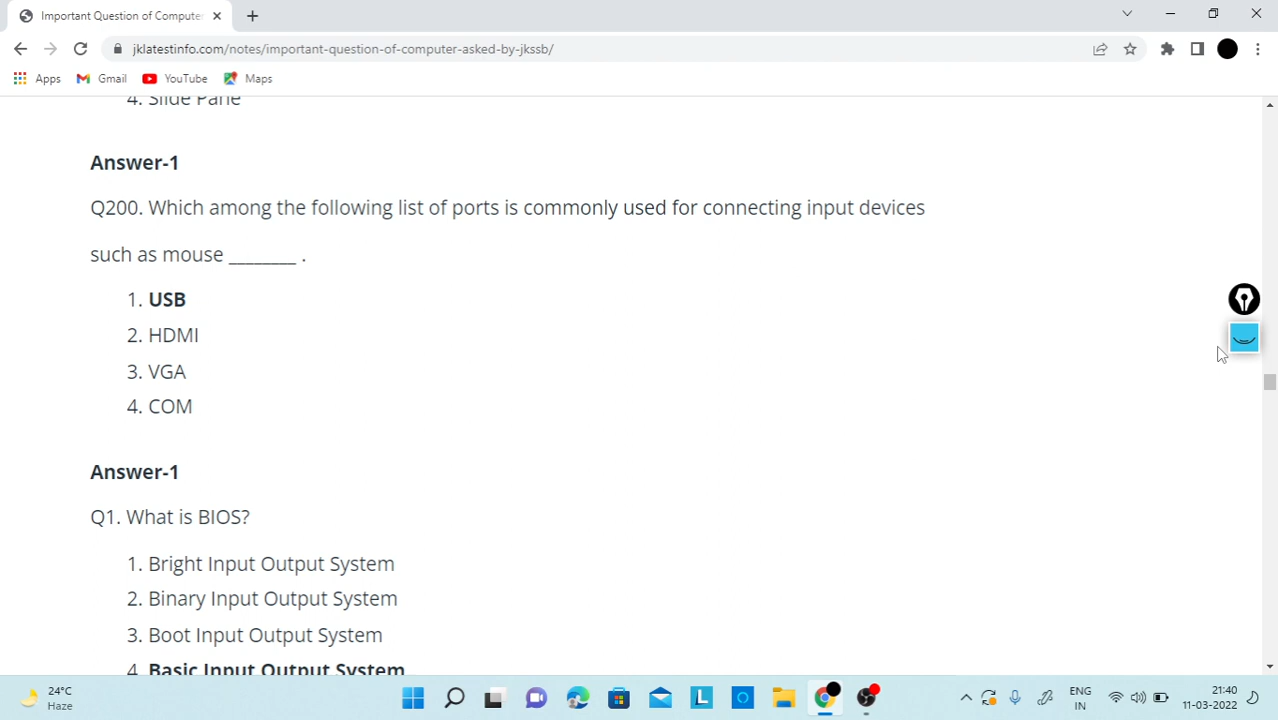 Important Question of Compute
jklatestinfo.com/notes/important-question-of-computer-asked-by-jkssb/
Apps Gmail YouTube Maps
4. Slide Pane
Answer-1
Q200. Which among the following list of ports is commonly used for connecting input devices
such as mouse ________ .
1. USB
2. HDMI
3. VGA
4. COM
Answer-1
Q1. What is BIOS?
1. Bright Input Output System
2. Binary Input Output System
3. Boot Input Output System
4. Basic Input Output System
24°C
Haze
L
ENG
IN
21:40
11-03-2022